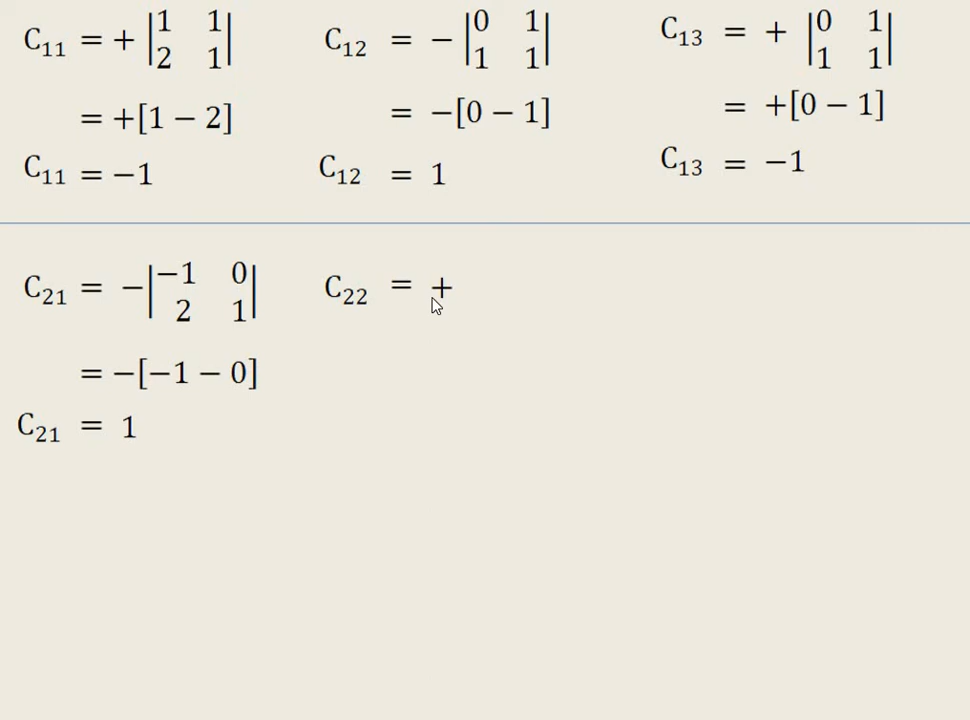 C₁₁ = + |1 1| C₁₂ = − |0 1| C₁₃ = + |0 1|
|2 1| |1 1| |1 1|
= +[1 − 2] = −[0 − 1] = +[0 − 1]
C₁₁ = −1 C₁₂ = 1 C₁₃ = −1
C₂₁ = − |−1 0| C₂₂ = +
|2 1|
= −[−1 − 0]
C₂₁ = 1